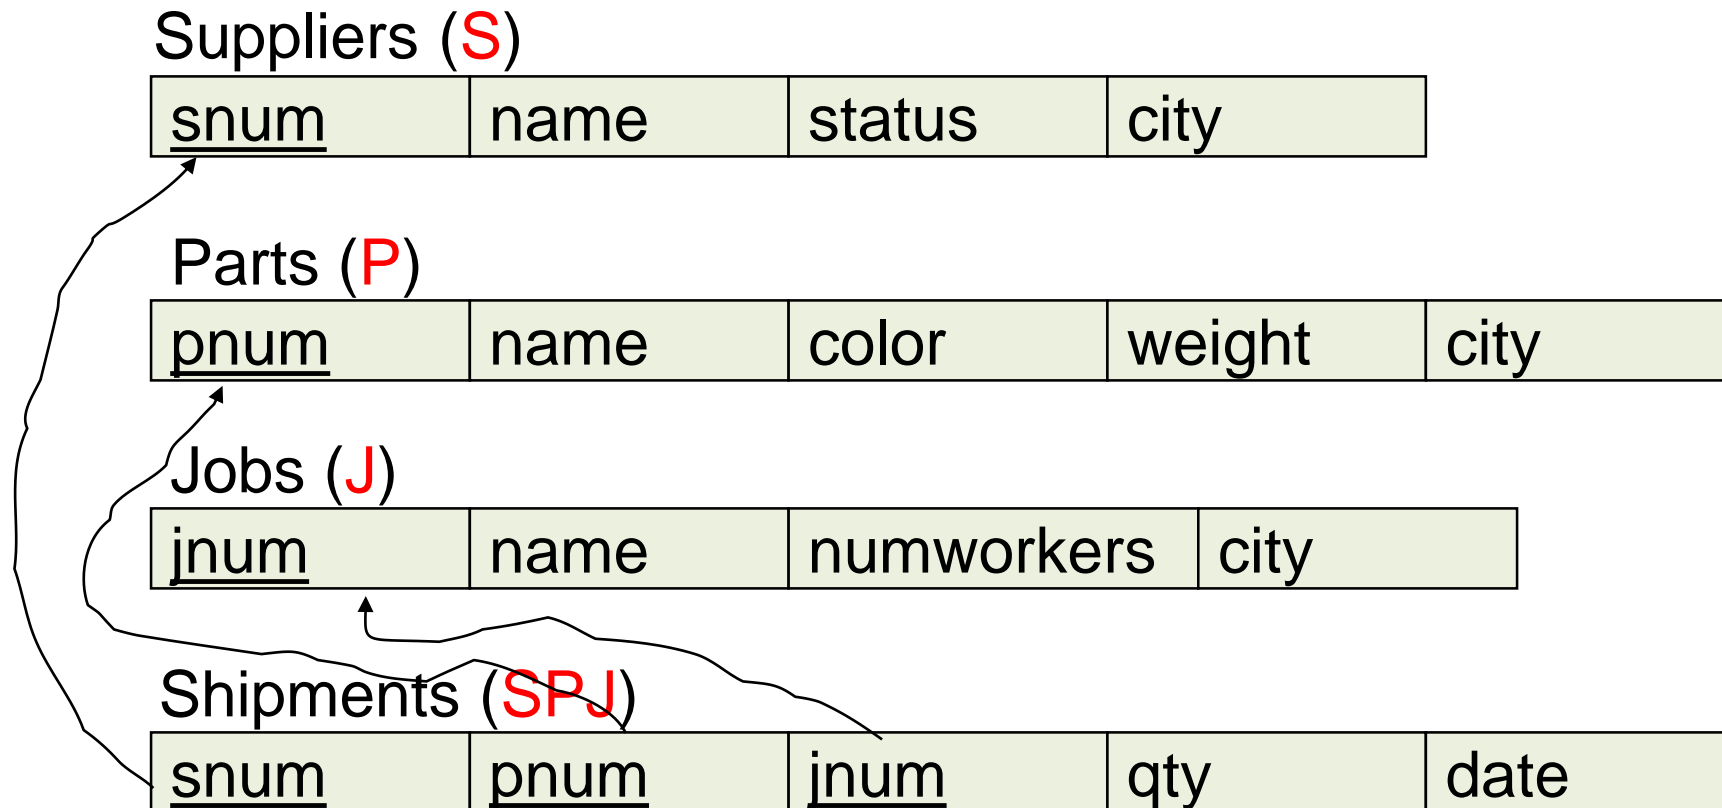 Suppliers (S)
snum name status city
Parts (P)
pnum name color weight city
Jobs (J)
jnum name numworkers city
Shipments (SPJ)
snum pnum jnum qty date